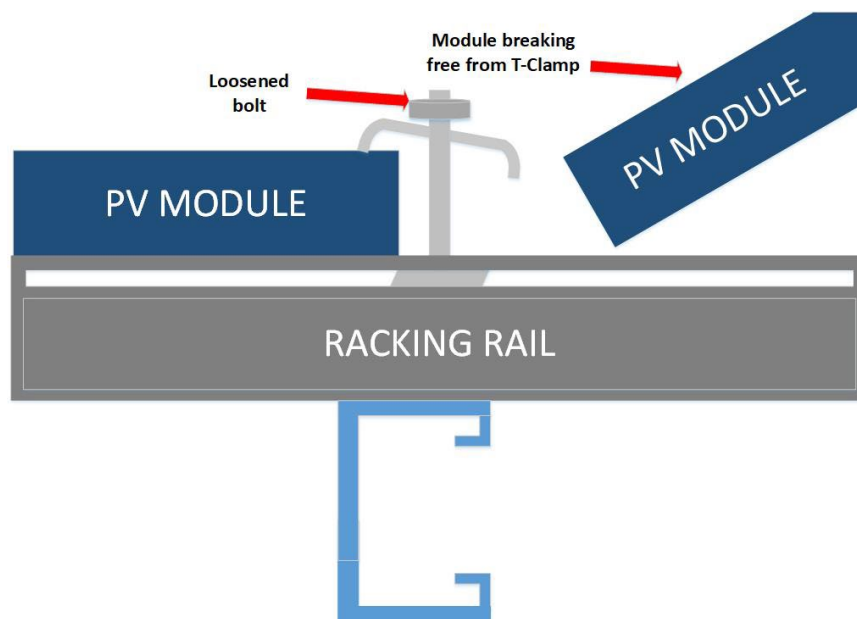 Module breaking
free from T-Clamp
Loosened
bolt
PV MODULE
PV MODULE
RACKING RAIL